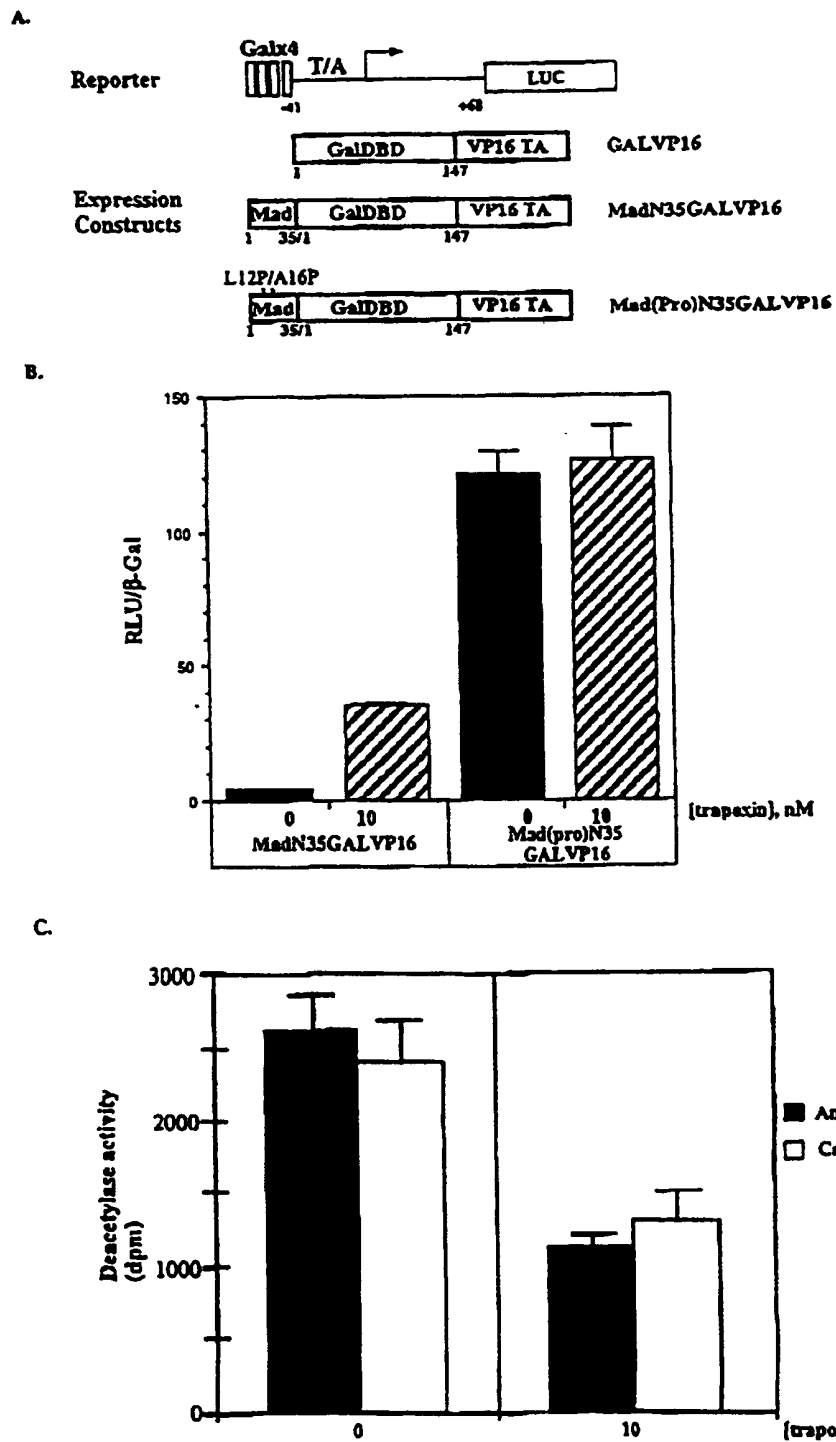 A.
Galx4
Reporter
T/A
LUC
-41
+68
GalDBD
VP16 TA
GALVP16
1
147
Expression
Constructs
Mad
GalDBD
VP16 TA
MadN35GALVP16
1
35/1
147
L12P/A16P
Mad
GalDBD
VP16 TA
Mad(Pro)N35GALVP16
1
35/1
147
B.
150
100
50
0
RLU/β-Gal
0
10
0
10
[trapoxin], nM
MadN35GALVP16
Mad(pro)N35
GALVP16
C.
3000
2000
1000
0
Deacetylase activity
(dpm)
0
10